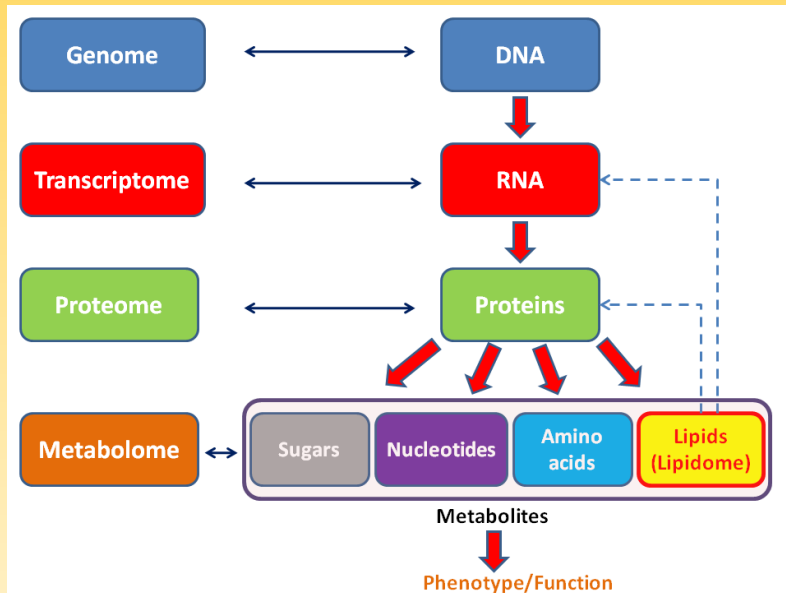 Genome
DNA
Transcriptome
RNA
Proteome
Proteins
Metabolome
Sugars
Nucleotides
Amino
acids
Lipids
(Lipidome)
Metabolites
Phenotype/Function